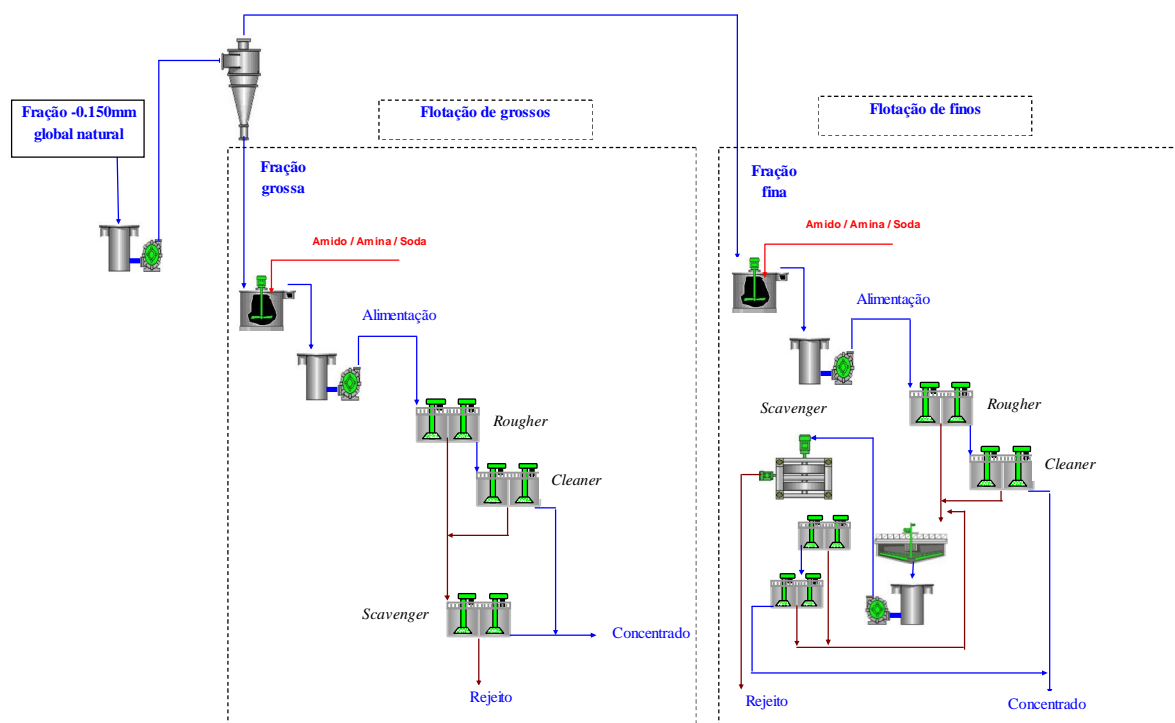 Fração -0.150mm
global natural
Flotação de grossos
Flotação de finos
Fração
grossa
Fração
fina
Amido / Amina / Soda
Amido / Amina / Soda
Alimentação
Alimentação
Rougher
Cleaner
Scavenger
Concentrado
Rejeito
Scavenger
Rougher
Cleaner
Rejeito
Concentrado